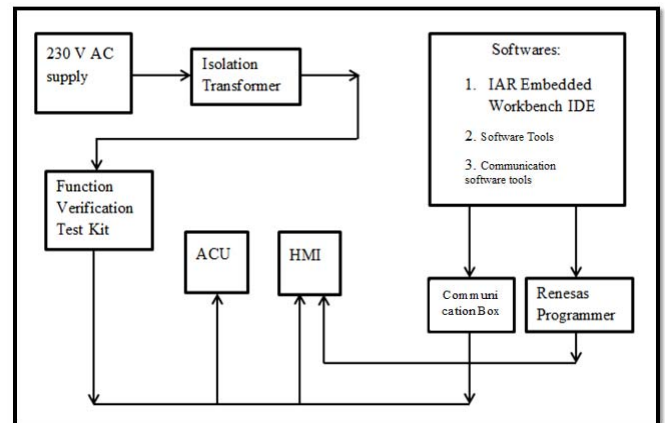 230 V AC
supply
Isolation
Transformer
Softwares:
1. IAR Embedded
Workbench IDE
2. Software Tools
3. Communication
software tools
Function
Verification
Test Kit
ACU
HMI
Communi
cation Box
Renesas
Programmer